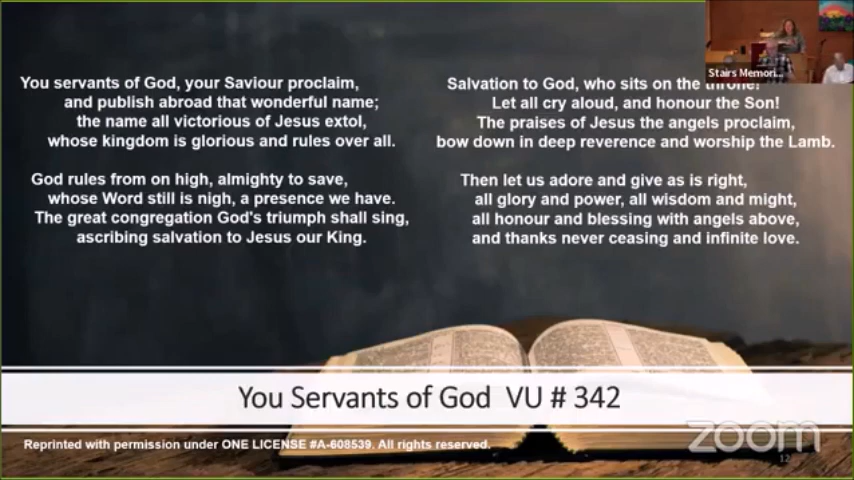 Stairs Memori...
You servants of God, your Saviour proclaim,
and publish abroad that wonderful name;
the name all victorious of Jesus extol,
whose kingdom is glorious and rules over all.
God rules from on high, almighty to save,
whose Word still is nigh, a presence we have.
The great congregation God's triumph shall sing,
ascribing salvation to Jesus our King.
Salvation to God, who sits on the throne!
Let all cry aloud, and honour the Son!
The praises of Jesus the angels proclaim,
bow down in deep reverence and worship the Lamb.
Then let us adore and give as is right,
all glory and power, all wisdom and might,
all honour and blessing with angels above,
and thanks never ceasing and infinite love.
You Servants of God VU # 342
Reprinted with permission under ONE LICENSE #A-608539. All rights reserved.
zoom
12